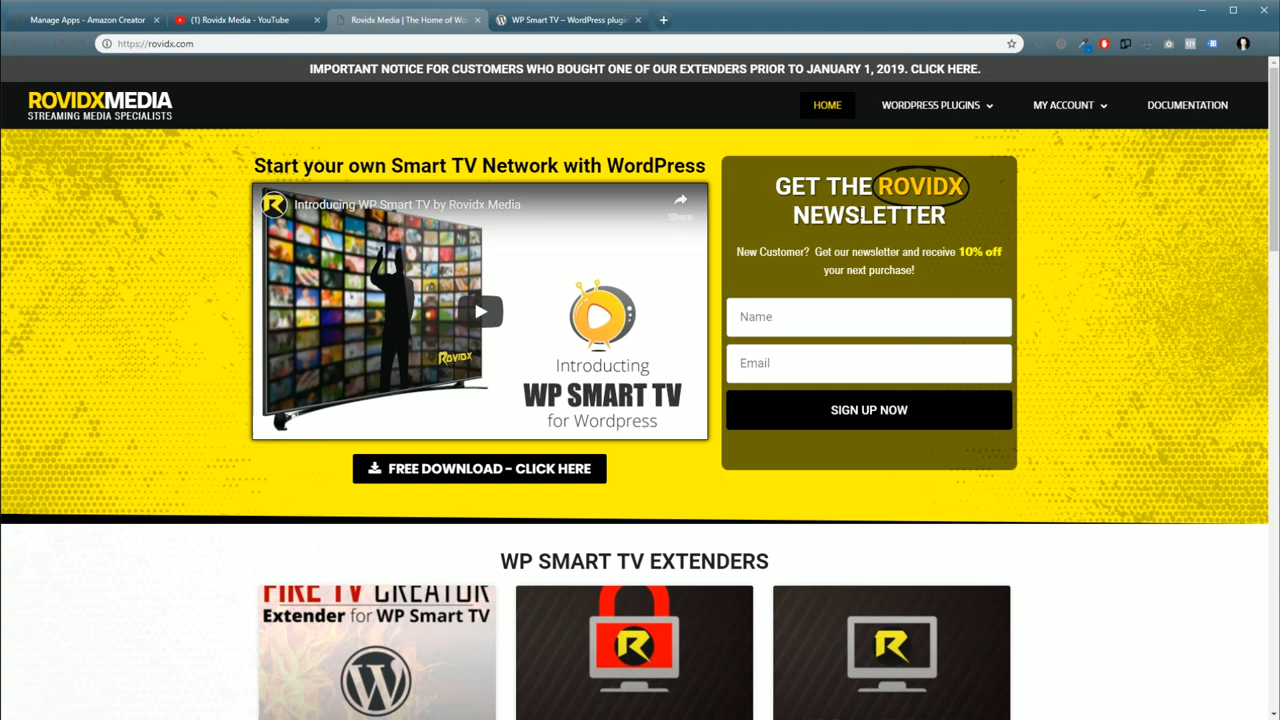 Manage Apps - Amazon Creator
(1) Rovidx Media - YouTube
Rovidx Media | The Home of Wo
WP Smart TV – WordPress plugin
https://rovidx.com
IMPORTANT NOTICE FOR CUSTOMERS WHO BOUGHT ONE OF OUR EXTENDERS PRIOR TO JANUARY 1, 2019. CLICK HERE.
ROVIDXMEDIA
STREAMING MEDIA SPECIALISTS
HOME
WORDPRESS PLUGINS
MY ACCOUNT
DOCUMENTATION
Start your own Smart TV Network with WordPress
Introducing WP Smart TV by Rovidx Media
Share
ROVIDX
Introducing
WP SMART TV
for Wordpress
FREE DOWNLOAD – CLICK HERE
GET THE ROVIDX
NEWSLETTER
New Customer? Get our newsletter and receive 10% off
your next purchase!
Name
Email
SIGN UP NOW
WP SMART TV EXTENDERS
FIRE TV CREATOR
Extender for WP Smart TV